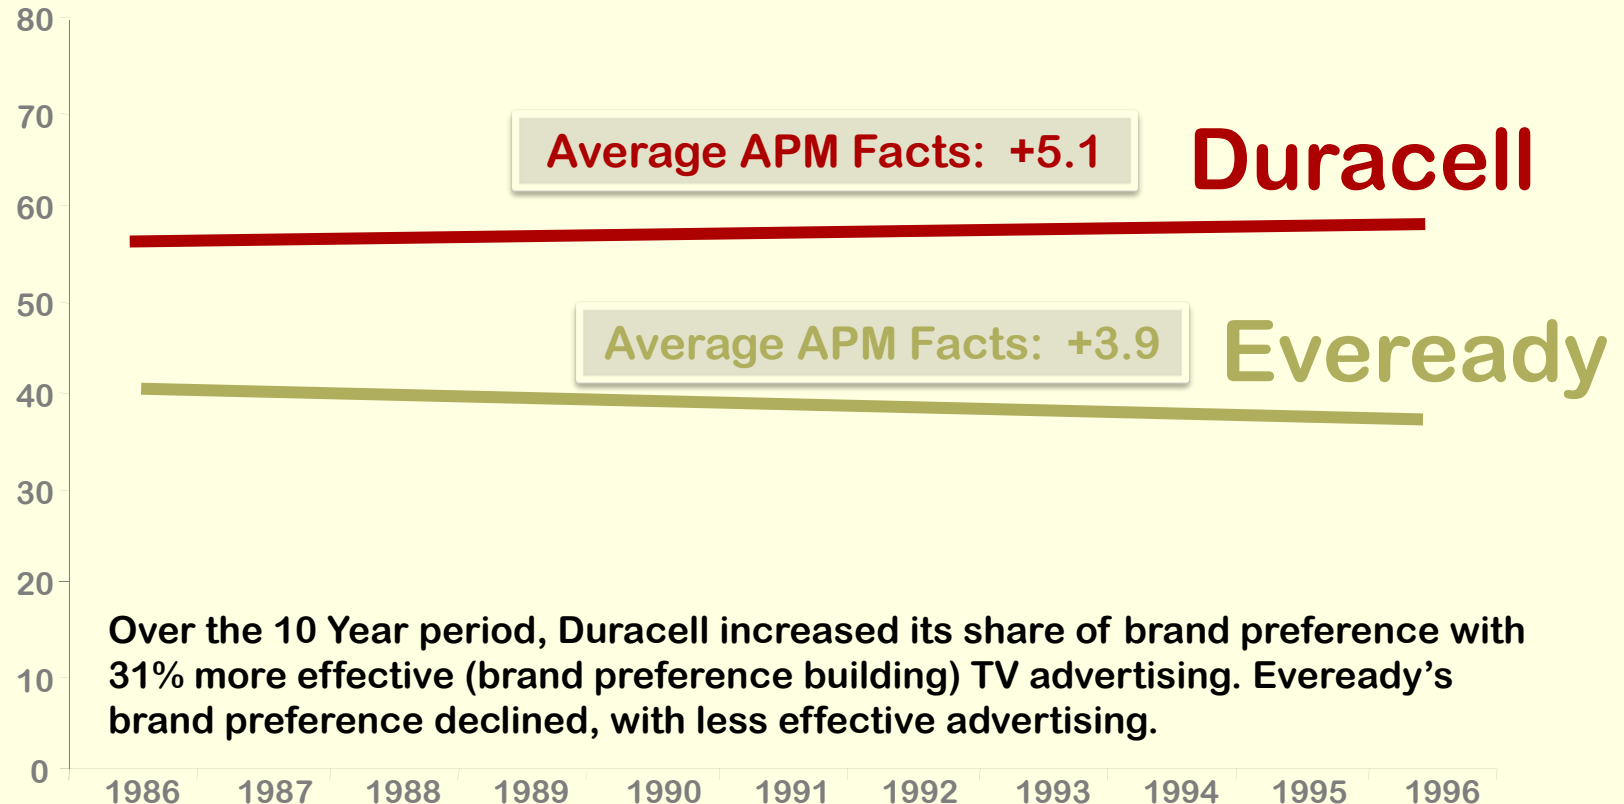 80
70
Average APM Facts:  +5.1
Duracell
60
50
Average APM Facts:  +3.9
Eveready
40
30
20
Over the 10 Year period, Duracell increased its share of brand preference with
31% more effective (brand preference building) TV advertising. Eveready’s
brand preference declined, with less effective advertising.
10
0
1986 1987 1988 1989 1990 1991 1992 1993 1994 1995 1996